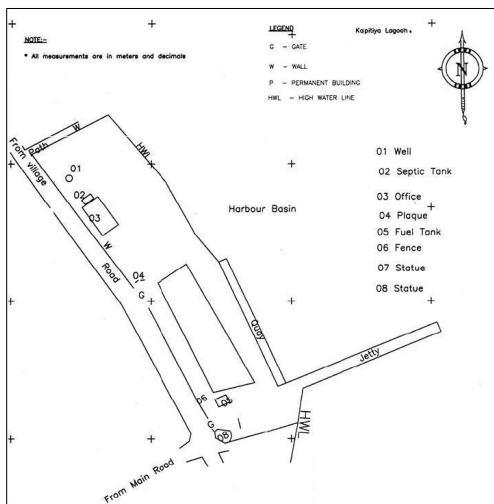 NOTE:-
* All measurements are in meters and decimals
LEGEND
G - GATE
W - WALL
P - PERMANENT BUILDING
HWL - HIGH WATER LINE
Kapitiya Lagoon
N
01 Well
02 Septic Tank
03 Office
04 Plaque
05 Fuel Tank
06 Fence
07 Statue
08 Statue
From village
Path
W
HWL
01
02
03
W
Road
04
G
Harbour Basin
Quay
Jetty
06
G
08
HWL
From Main Road